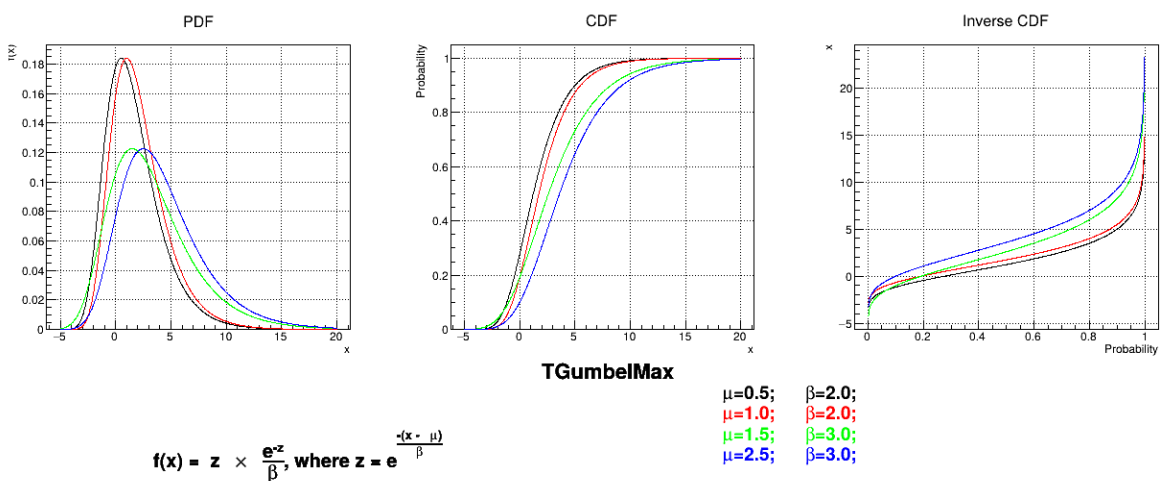 PDF
CDF
Inverse CDF
f(x)
0.18
0.16
0.14
0.12
0.1
0.08
0.06
0.04
0.02
0
−5 0 5 10 15 20
x
Probability
1
0.8
0.6
0.4
0.2
0
−5 0 5 10 15 20
x
x
20
15
10
5
0
−5
0 0.2 0.4 0.6 0.8 1
Probability
TGumbelMax
μ=0.5; β=2.0;
μ=1.0; β=2.0;
μ=1.5; β=3.0;
μ=2.5; β=3.0;
f(x) = z × e^-z/β, where z = e^-(x - μ)/β